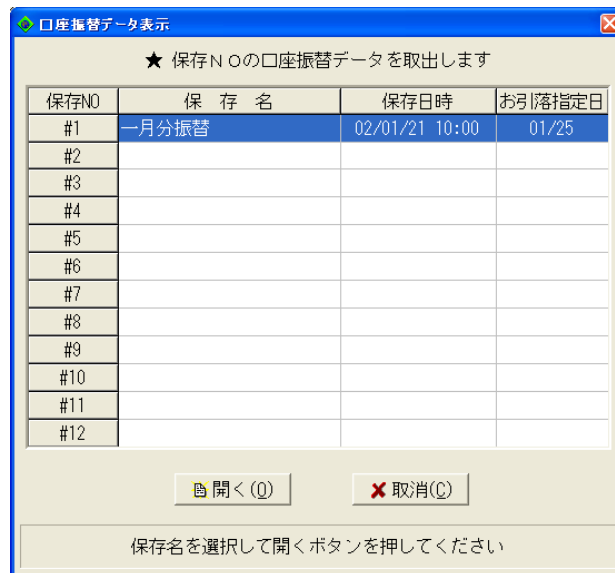 口座振替データ表示
★ 保存NOの口座振替データを取出します
保存NO 保 存 名 保存日時 お引落指定日
#1 一月分振替 02/01/21 10:00 01/25
#2
#3
#4
#5
#6
#7
#8
#9
#10
#11
#12
開く(O) 取消(C)
保存名を選択して開くボタンを押してください